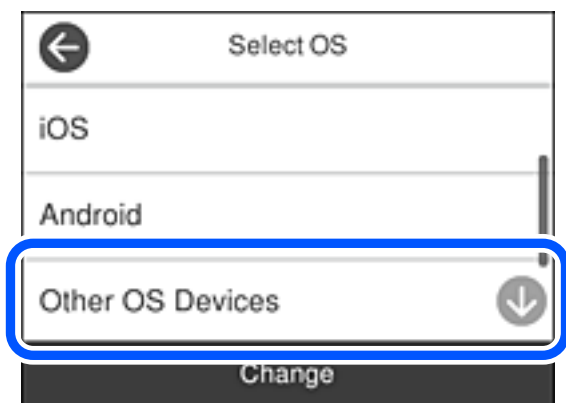 Select OS
iOS
Android
Other OS Devices
Change